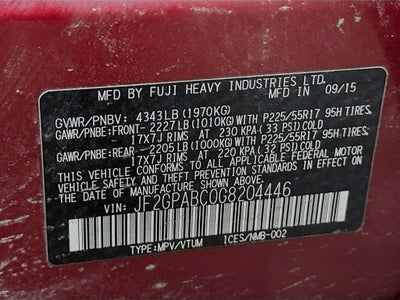 MFD BY FUJI HEAVY INDUSTRIES LTD. IN 09/15
GVWR/PNBV: 4343LB(1970KG)
GAWR/PNBE:FRONT-2227LB(1010KG)WITH P225/55R17 95H TIRES,
17X7J RIMS AT 230 KPA(33 PSI)COLD
GAWR/PNBE:REAR -2205LB(1000KG)WITH P225/55R17 95H TIRES,
17X7J RIMS AT 220 KPA(32 PSI)COLD
THIS VEHICLE CONFORMS TO ALL APPLICABLE FEDERAL MOTOR
VEHICLE SAFETY BUMPER AND THEFT PREVENTION STANDARDS
IN EFFECT ON THE DATE OF MANUFACTURE SHOWN ABOVE.
VIN: JF2GPABC0G8204446
TYPE:MPV/VTUM ICES/NMB-002